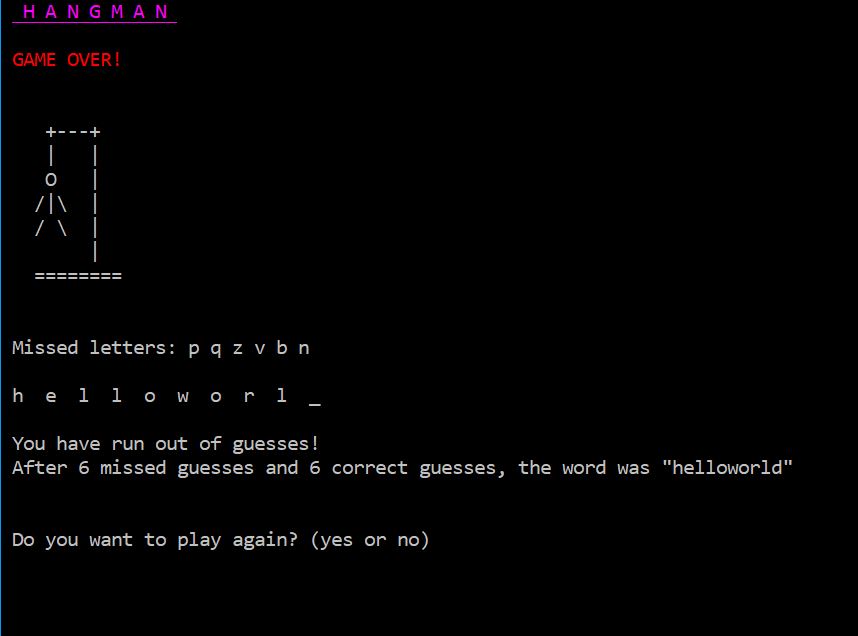 H A N G M A N
GAME OVER!
   +---+
   |   |
   O   |
  /|\  |
  / \  |
       |
  ========
Missed letters: p q z v b n
h  e  l  l  o  w  o  r  l  _
You have run out of guesses!
After 6 missed guesses and 6 correct guesses, the word was "helloworld"
Do you want to play again? (yes or no)